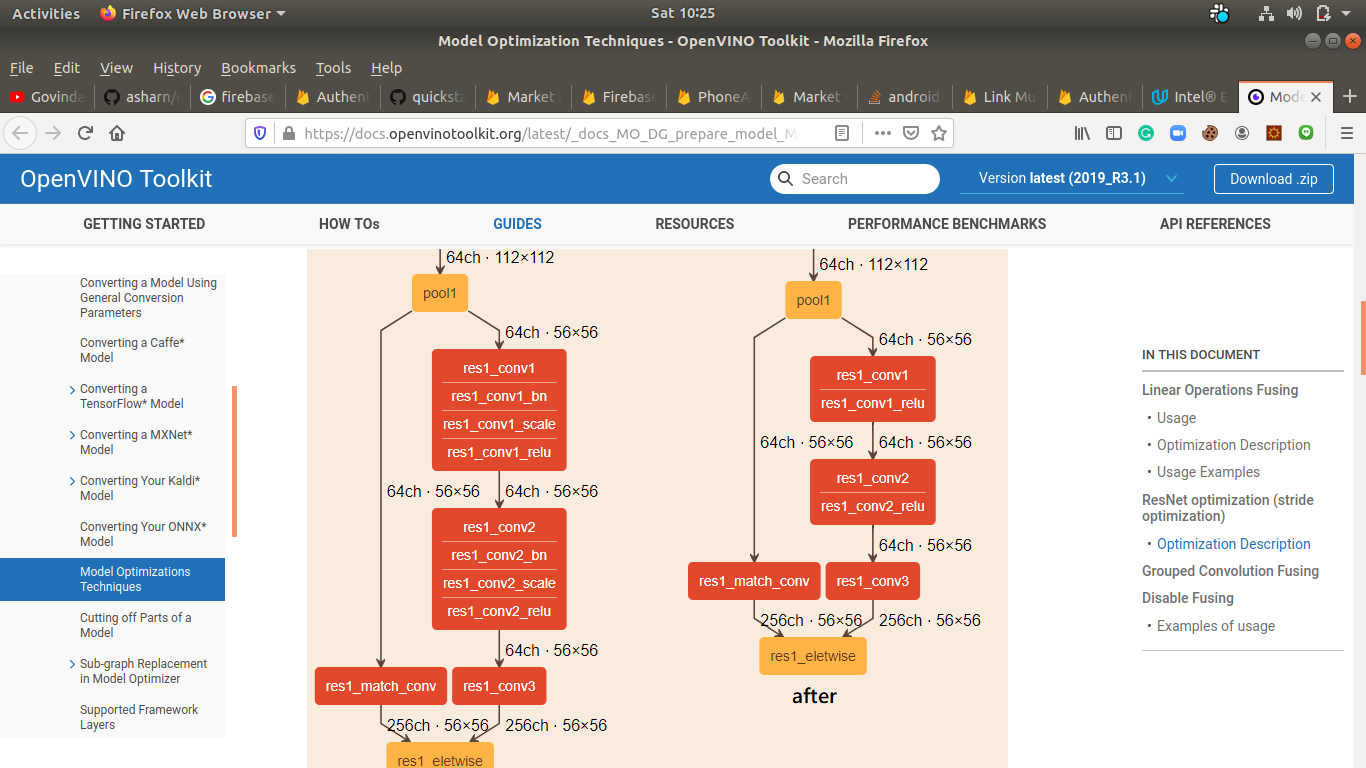 Activities Firefox Web Browser Sat 10:25
Model Optimization Techniques - OpenVINO Toolkit - Mozilla Firefox
File Edit View History Bookmarks Tools Help
Govinda asharn/ firebase Authent quicksta Market Firebase PhoneA Market android Link Mu Authent Intel® E Mode
https://docs.openvinotoolkit.org/latest/_docs_MO_DG_prepare_model_M
OpenVINO Toolkit Search Version latest (2019_R3.1) Download .zip
GETTING STARTED HOW TOs GUIDES RESOURCES PERFORMANCE BENCHMARKS API REFERENCES
Converting a Model Using
General Conversion
Parameters
Converting a Caffe*
Model
Converting a
TensorFlow* Model
Converting a MXNet*
Model
Converting Your Kaldi*
Model
Converting Your ONNX*
Model
Model Optimizations
Techniques
Cutting off Parts of a
Model
Sub-graph Replacement
in Model Optimizer
Supported Framework
Layers
64ch · 112×112
pool1
64ch · 56×56
res1_conv1
res1_conv1_bn
res1_conv1_scale
res1_conv1_relu
64ch · 56×56 64ch · 56×56
res1_conv2
res1_conv2_bn
res1_conv2_scale
res1_conv2_relu
64ch · 56×56
res1_match_conv res1_conv3
256ch · 56×56 256ch · 56×56
res1_eletwise
64ch · 112×112
pool1
64ch · 56×56
res1_conv1
res1_conv1_relu
64ch · 56×56 64ch · 56×56
res1_conv2
res1_conv2_relu
64ch · 56×56
res1_match_conv res1_conv3
256ch · 56×56 256ch · 56×56
res1_eletwise
after
IN THIS DOCUMENT
Linear Operations Fusing
• Usage
• Optimization Description
• Usage Examples
ResNet optimization (stride
optimization)
• Optimization Description
Grouped Convolution Fusing
Disable Fusing
• Examples of usage